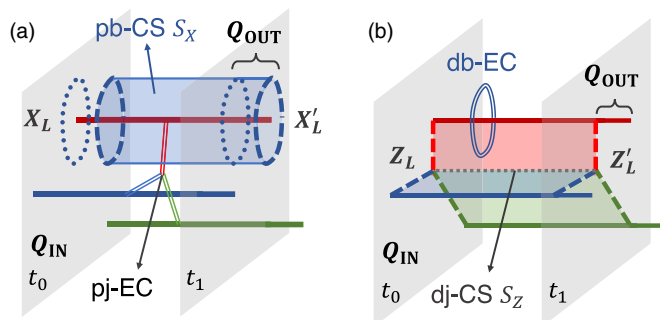 (a)
pb-CS S_X
Q_OUT
X_L
X'_L
Q_IN
t_0
pj-EC
t_1
(b)
db-EC
Q_OUT
Z_L
Z'_L
Q_IN
t_0
dj-CS S_Z
t_1